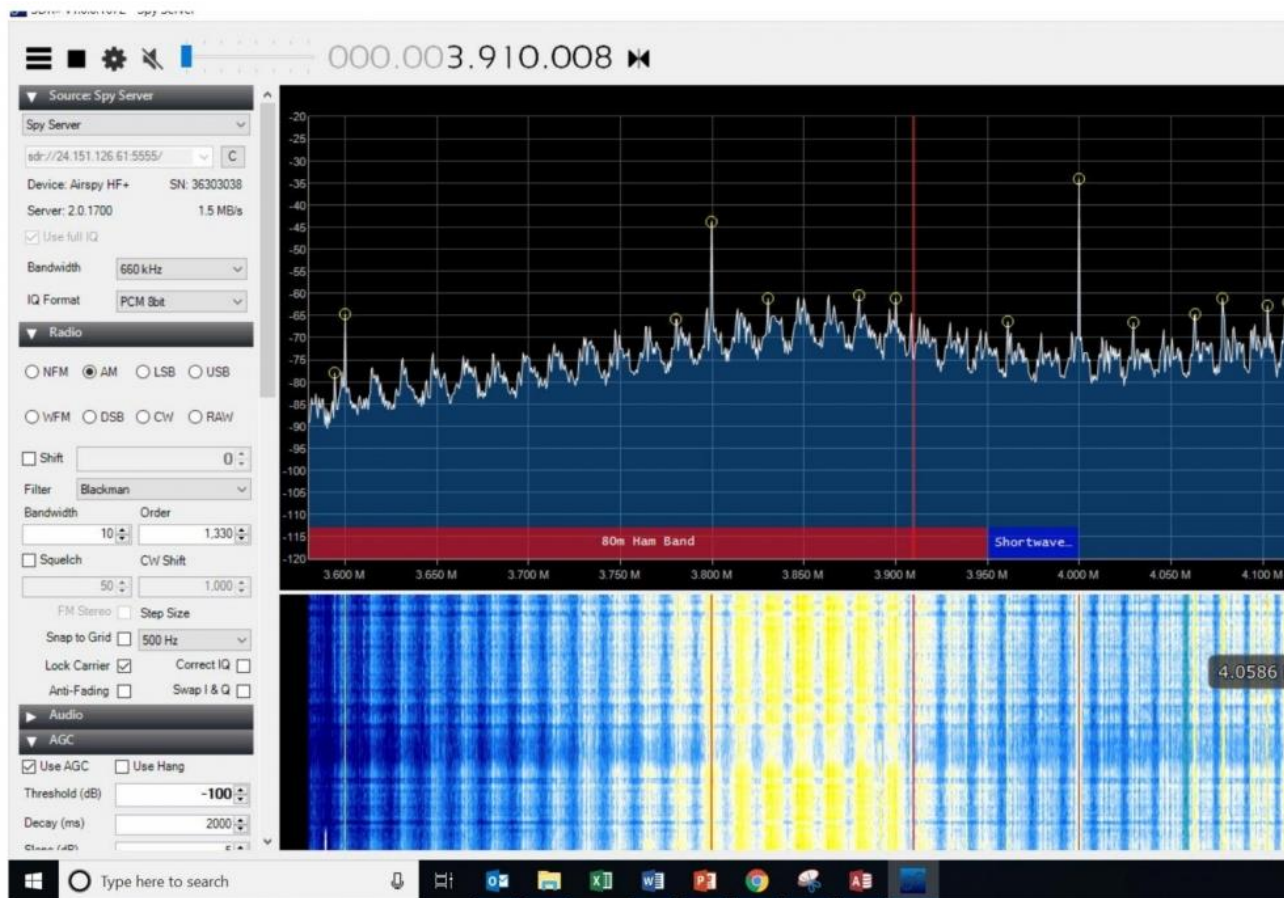 000.003.910.008
Source: Spy Server
Spy Server
sdr://24.151.126.61:5555/ C
Device: Airspy HF+ SN: 36303038
Server: 2.0.1700 1.5 MB/s
Use full IQ
Bandwidth 660 kHz
IQ Format PCM 8bit
Radio
NFM AM LSB USB
WFM DSB CW RAW
Shift 0
Filter Blackman
Bandwidth Order
10 1,330
Squelch CW Shift
50 1,000
FM Stereo Step Size
Snap to Grid 500 Hz
Lock Carrier Correct IQ
Anti-Fading Swap I & Q
Audio
AGC
Use AGC Use Hang
Threshold (dB) -100
Decay (ms) 2000
-20
-25
-30
-35
-40
-45
-50
-55
-60
-65
-70
-75
-80
-85
-90
-95
-100
-105
-110
-115
-120
80m Ham Band Shortwave…
3.600 M 3.650 M 3.700 M 3.750 M 3.800 M 3.850 M 3.900 M 3.950 M 4.000 M 4.050 M 4.100 M
4.0586
Type here to search